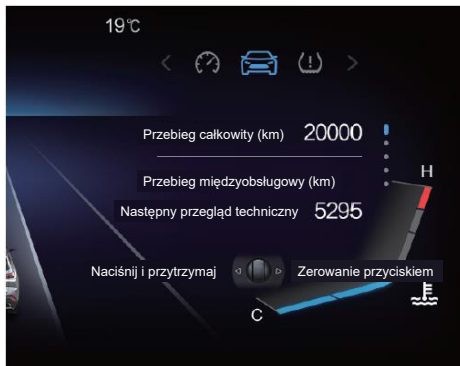 19°C
Przebieg całkowity (km) 20000
Przebieg międzyobsługowy (km)
H
Następny przegląd techniczny 5295
Naciśnij i przytrzymaj Zerowanie przyciskiem
C